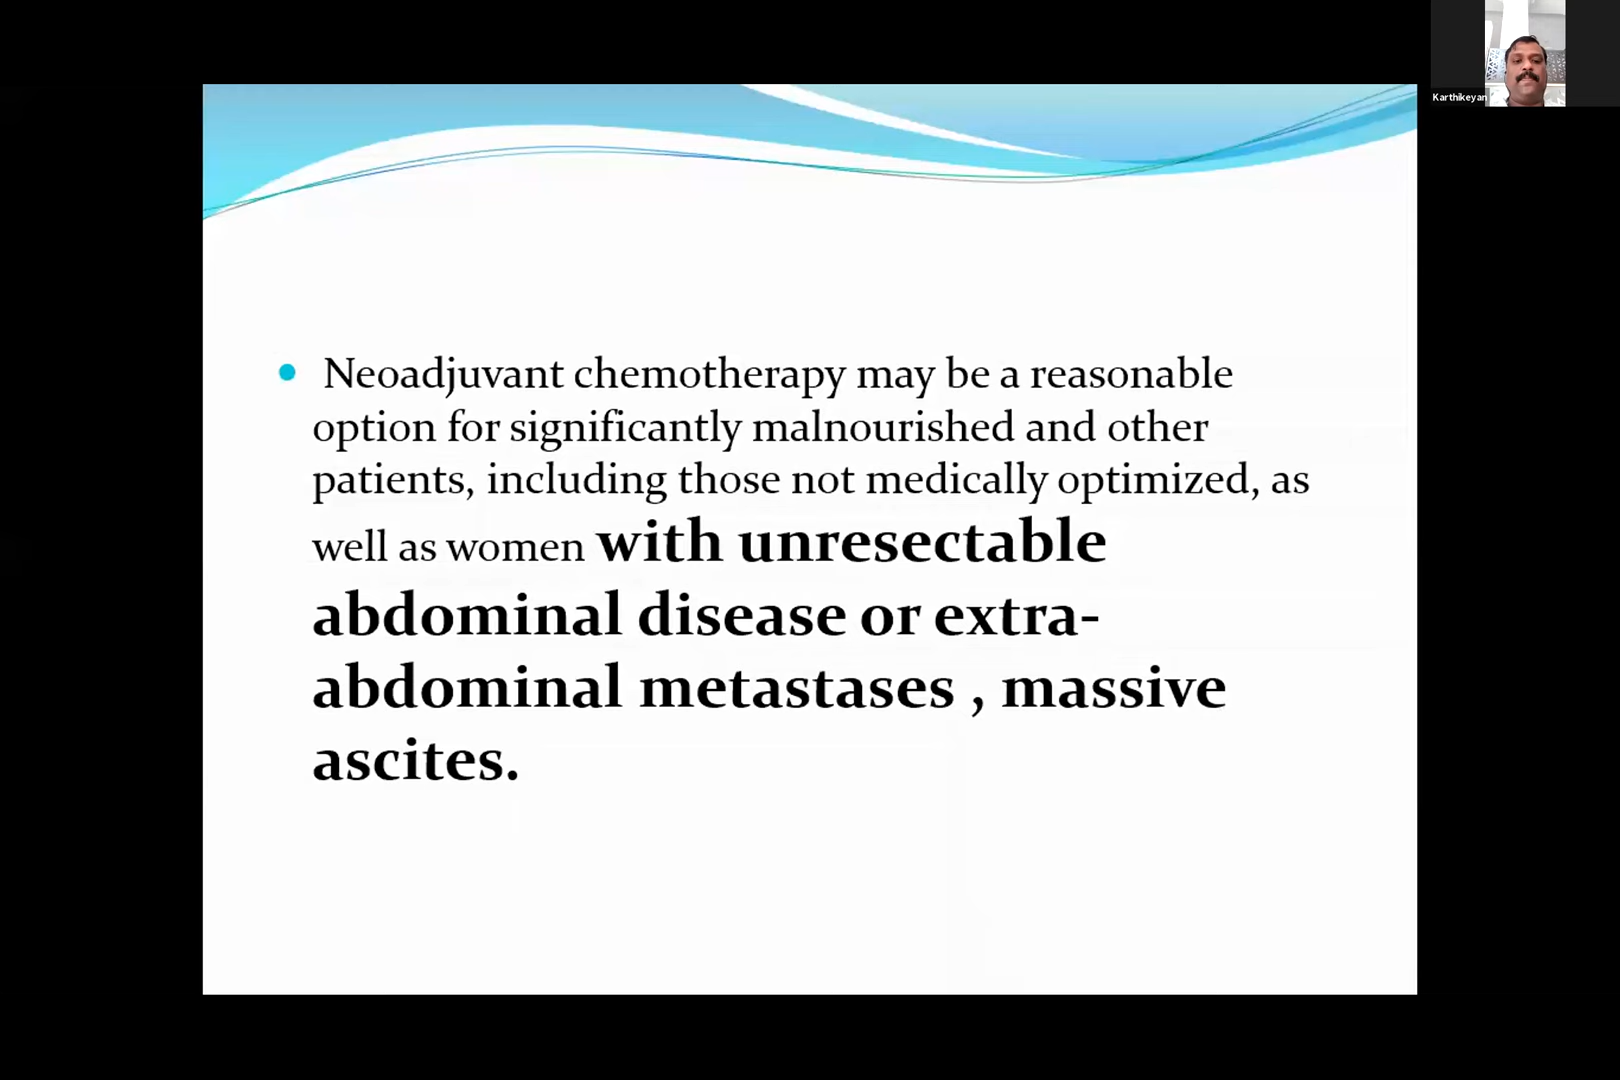 Karthikeyan
Neoadjuvant chemotherapy may be a reasonable
option for significantly malnourished and other
patients, including those not medically optimized, as
well as women with unresectable
abdominal disease or extra-
abdominal metastases , massive
ascites.